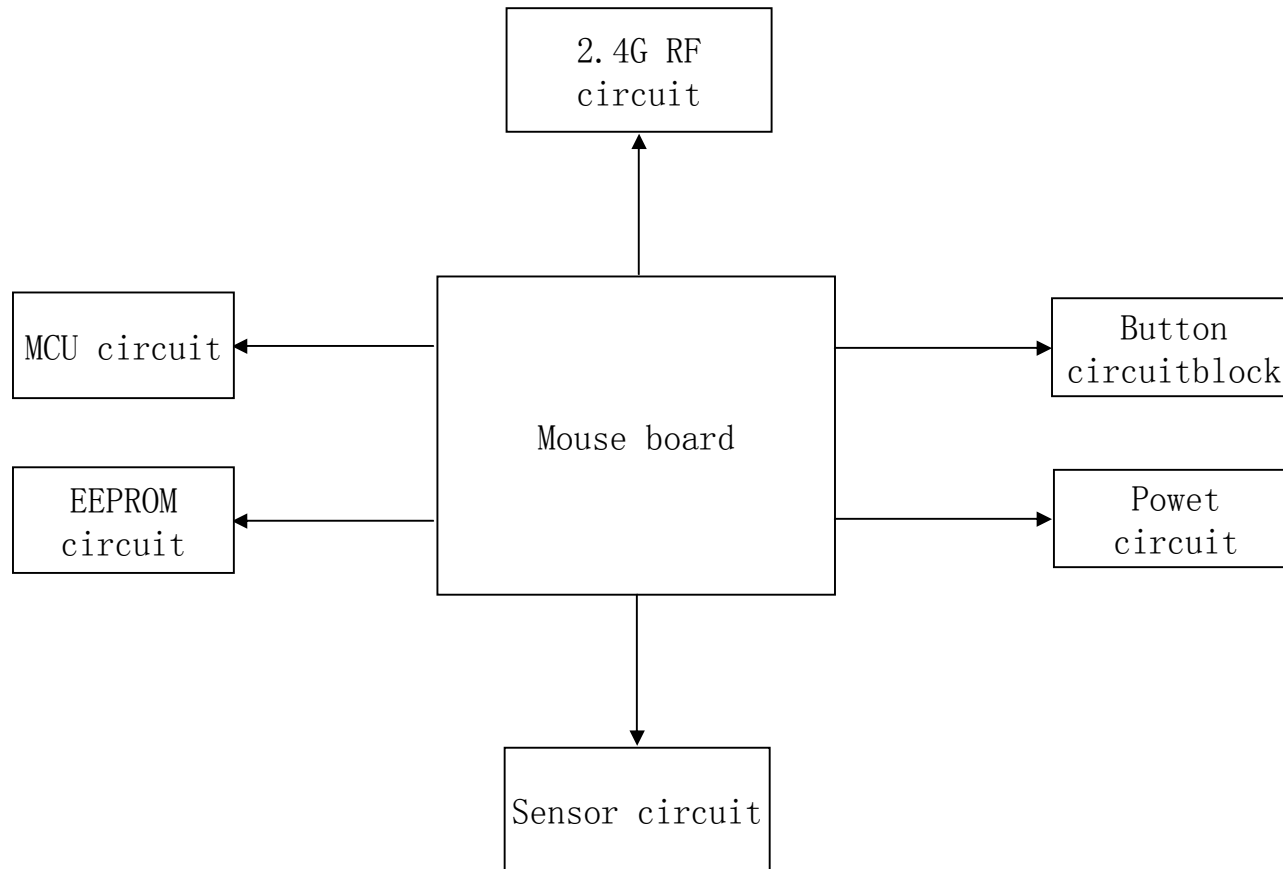 2.4G RF
circuit
MCU circuit
Button
circuitblock
Mouse board
EEPROM
circuit
Powet
circuit
Sensor circuit